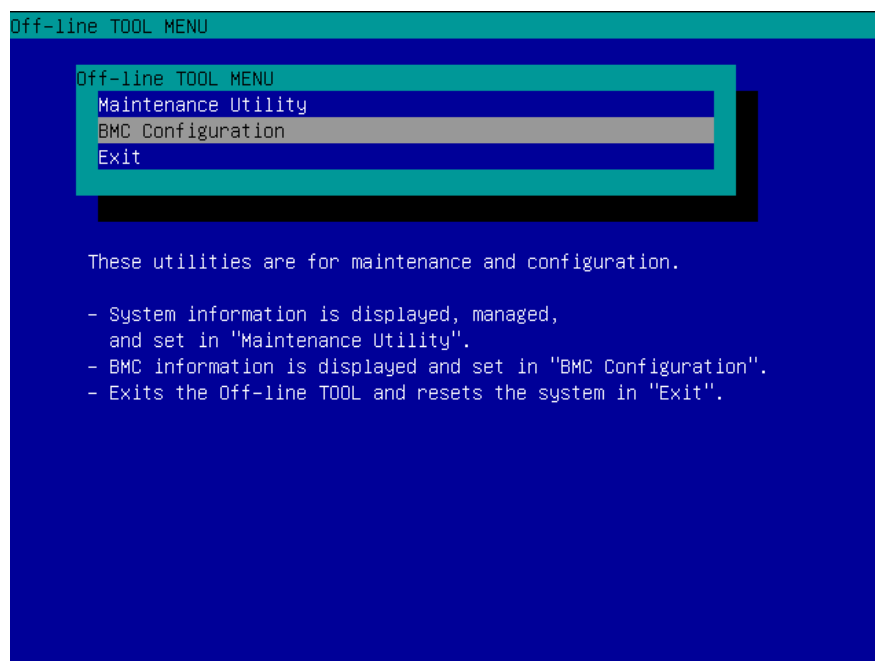 Off-line TOOL MENU
Off-line TOOL MENU
Maintenance Utility
BMC Configuration
Exit
These utilities are for maintenance and configuration.
- System information is displayed, managed,
and set in "Maintenance Utility".
- BMC information is displayed and set in "BMC Configuration".
- Exits the Off-line TOOL and resets the system in "Exit".